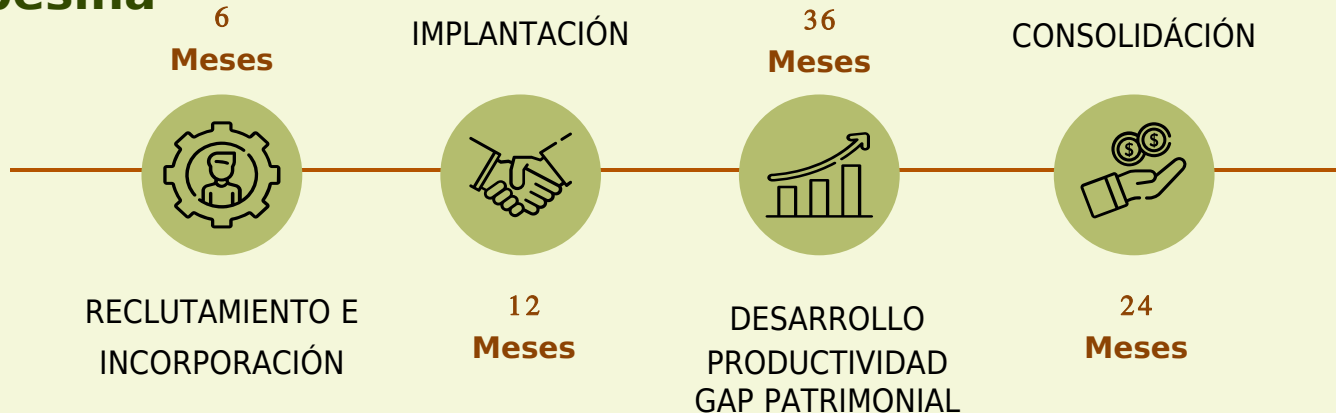 6
Meses
IMPLANTACIÓN
36
Meses
CONSOLIDÁCIÓN
RECLUTAMIENTO E
INCORPORACIÓN
12
Meses
DESARROLLO
PRODUCTIVIDAD
GAP PATRIMONIAL
24
Meses